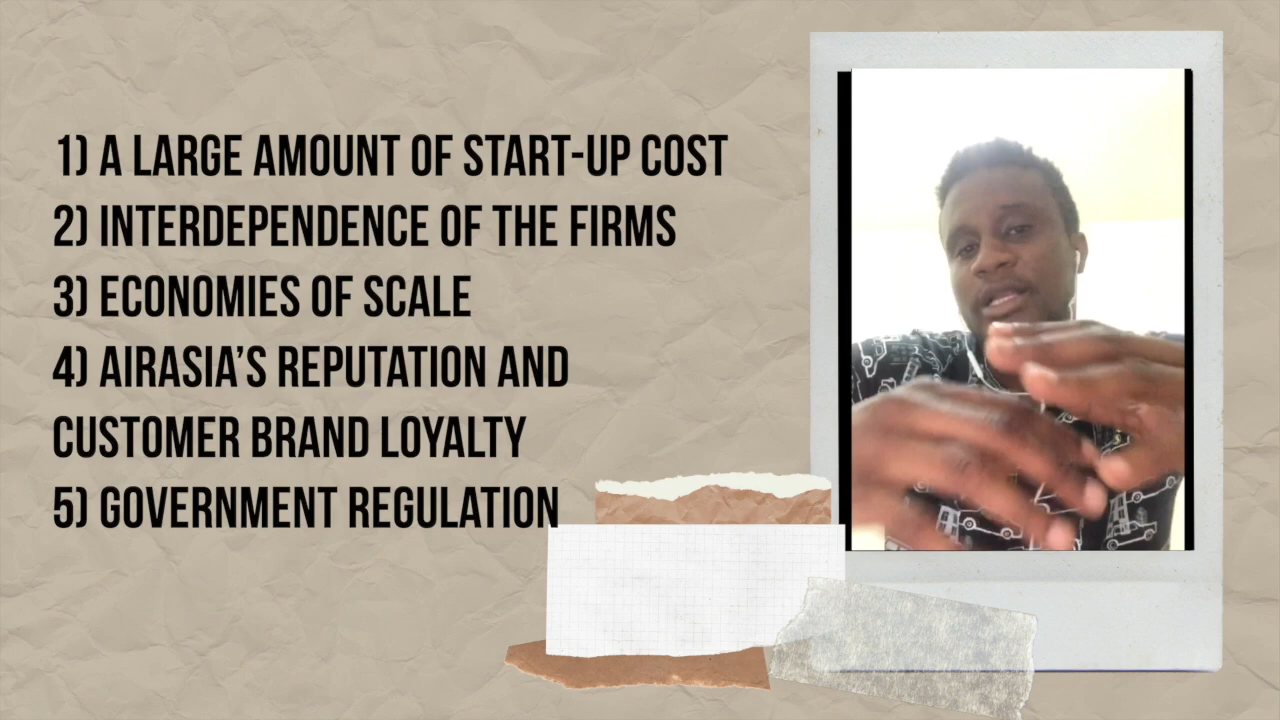 1) A LARGE AMOUNT OF START-UP COST
2) INTERDEPENDENCE OF THE FIRMS
3) ECONOMIES OF SCALE
4) AIRASIA’S REPUTATION AND
CUSTOMER BRAND LOYALTY
5) GOVERNMENT REGULATION